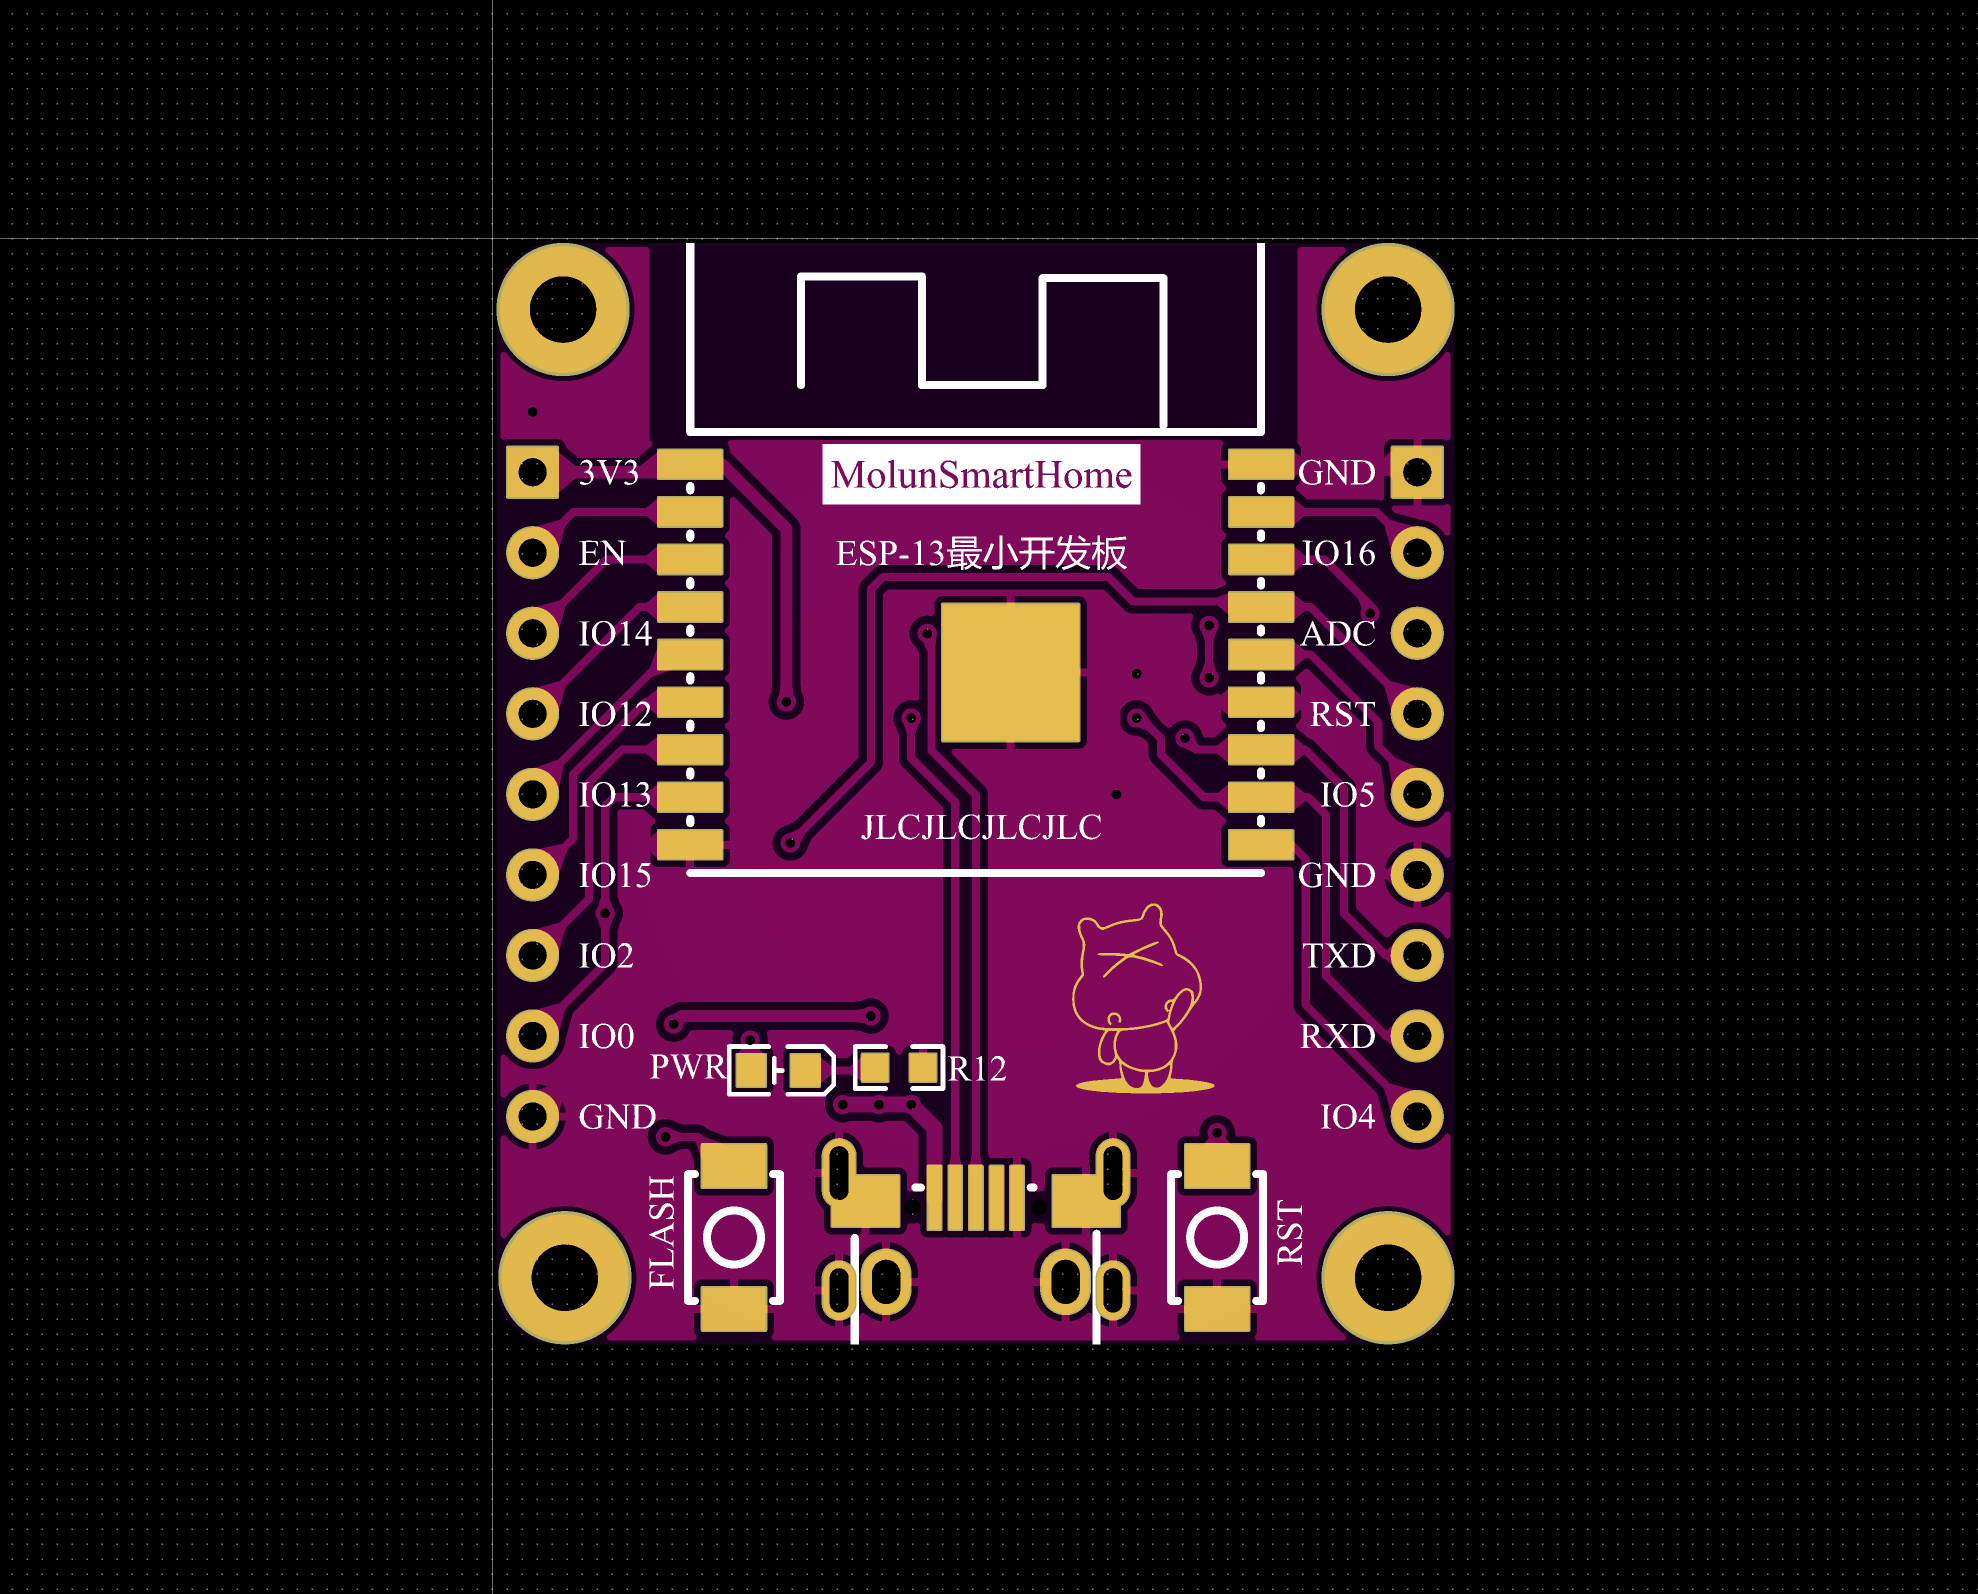 MolunSmartHome
3V3
GND
ESP-13最小开发板
EN
IO16
IO14
ADC
IO12
RST
IO13
IO5
JLCJLCJLCJLC
IO15
GND
IO2
TXD
IO0
RXD
PWR
R12
GND
IO4
FLASH
RST